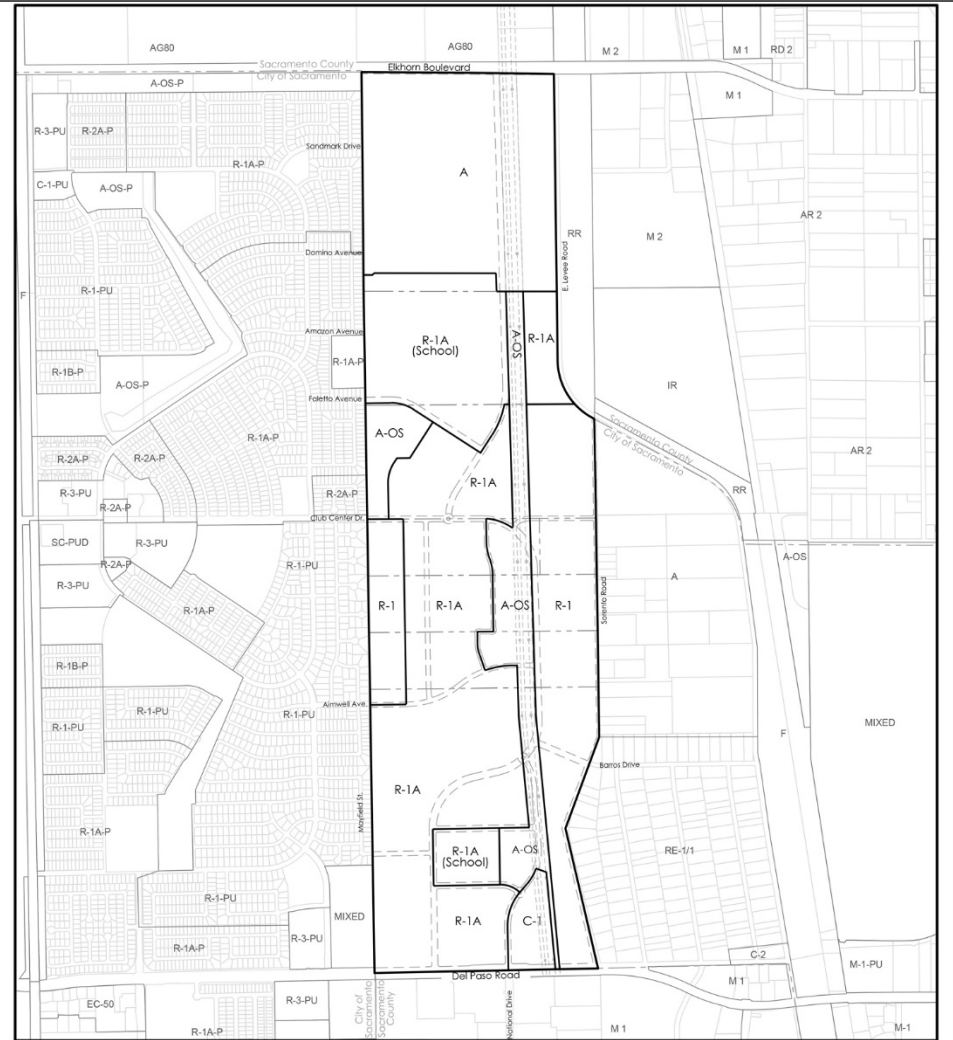 AG80
AG80
M 2
M 1
RD 2
Sacramento County
City of Sacramento
Elkhorn Boulevard
A-OS-P
M 1
R-3-PU
R-2A-P
Sandmark Drive
R-1A-P
A
C-1-PU
A-OS-P
AR 2
RR
M 2
E. Levee Road
Domino Avenue
R-1-PU
F
Amazon Avenue
R-1A
(School)
A-OS
R-1A
R-1A-P
R-1B-P
A-OS-P
IR
Faletto Avenue
R-1A-P
Sacramento County
City of Sacramento
A-OS
R-2A-P
R-2A-P
AR 2
R-1A
R-3-PU
R-2A-P
RR
R-2A-P
Club Center Dr.
SC-PUD
R-3-PU
A-OS
R-2A-P
R-1-PU
R-3-PU
A
R-1A-P
R-1
R-1A
A-OS
R-1
Sorento Road
R-1B-P
R-1-PU
R-1-PU
R-1-PU
Aimwell Ave.
MIXED
F
Barros Drive
R-1A
Mayfield St.
R-1A-P
R-1A
(School)
A-OS
RE-1/1
R-1-PU
MIXED
R-1A
C-1
R-3-PU
R-1A-P
C-2
M-1-PU
Del Paso Road
M 1
EC-50
R-3-PU
City of
Sacramento
Sacramento
County
National Drive
R-1A-P
M 1
M-1